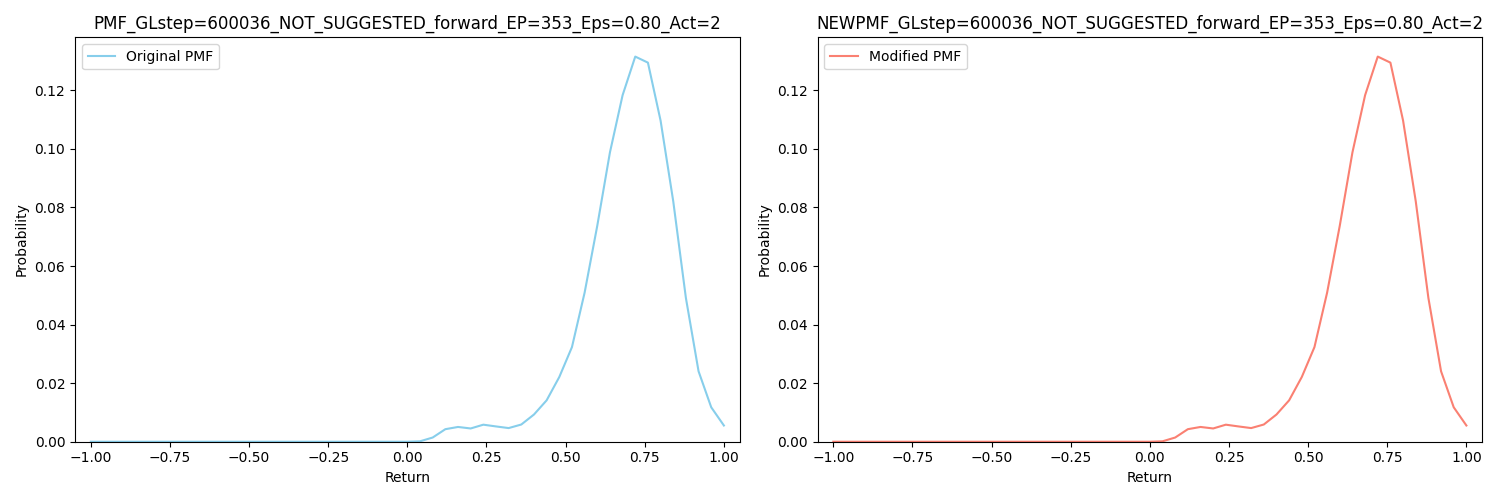 PMF_GLstep=600036_NOT_SUGGESTED_forward_EP=353_Eps=0.80_Act=2
Original PMF
Probability
0.12
0.10
0.08
0.06
0.04
0.02
0.00
−1.00 −0.75 −0.50 −0.25 0.00 0.25 0.50 0.75 1.00
Return
NEWPMF_GLstep=600036_NOT_SUGGESTED_forward_EP=353_Eps=0.80_Act=2
Modified PMF
Probability
0.12
0.10
0.08
0.06
0.04
0.02
0.00
−1.00 −0.75 −0.50 −0.25 0.00 0.25 0.50 0.75 1.00
Return